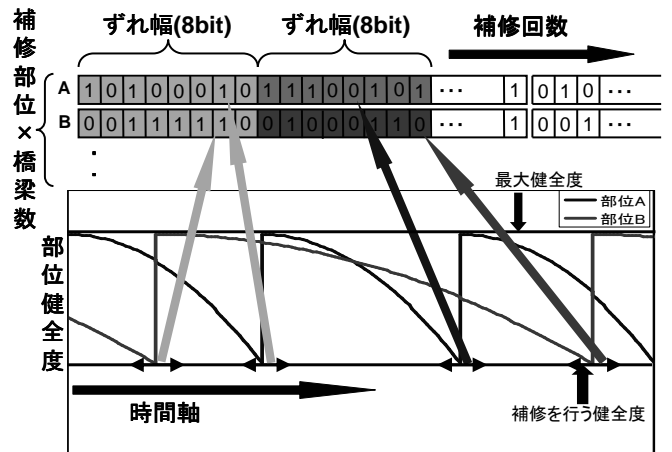 補修部位×橋梁数
ずれ幅(8bit) ずれ幅(8bit) 補修回数
A 1 0 1 0 0 0 1 0 1 1 1 0 0 1 0 1 ・・・ 1 0 1 0 ・・・
B 0 0 1 1 1 1 1 0 0 1 0 0 0 1 1 0 ・・・ 1 0 0 1 ・・・
・
・
最大健全度
部位A
部位B
部位健全度
時間軸
補修を行う健全度